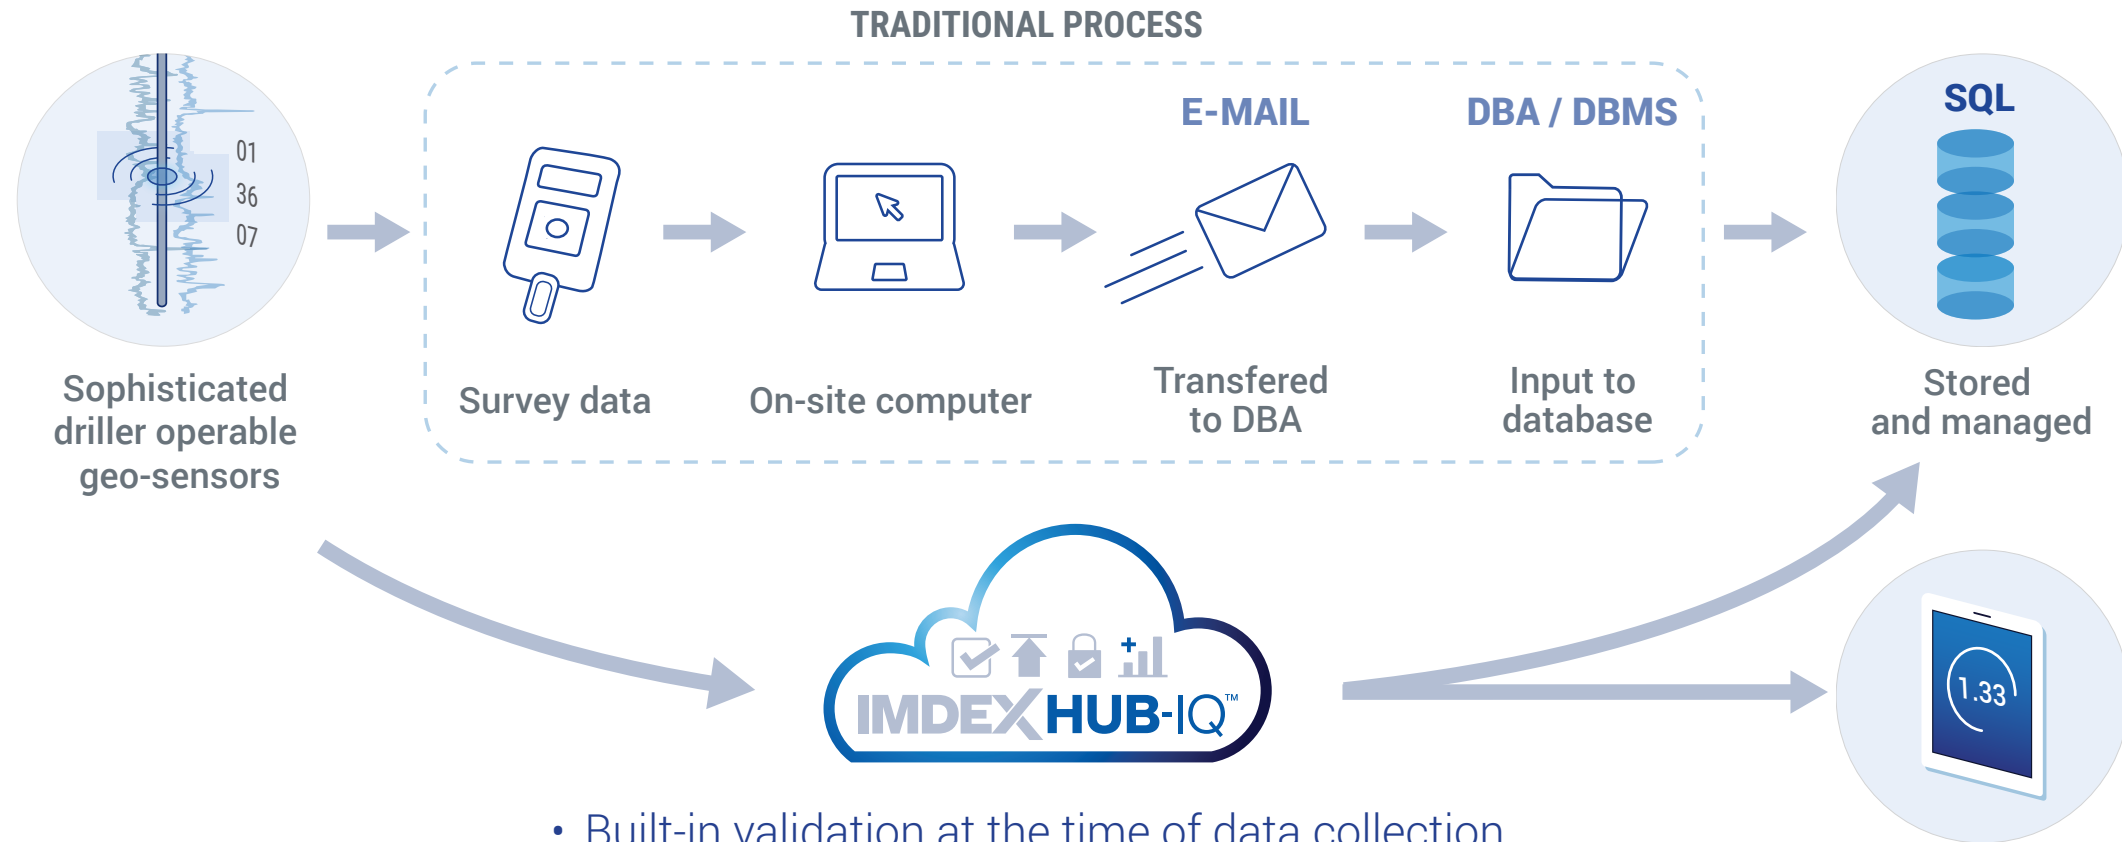 TRADITIONAL PROCESS
01
36
07
Sophisticated
driller operable
geo-sensors
Survey data
On-site computer
E-MAIL
Transfered
to DBA
DBA / DBMS
Input to
database
SQL
Stored
and managed
IMDEX HUB-IQ™
1.33
• Built-in validation at the time of data collection